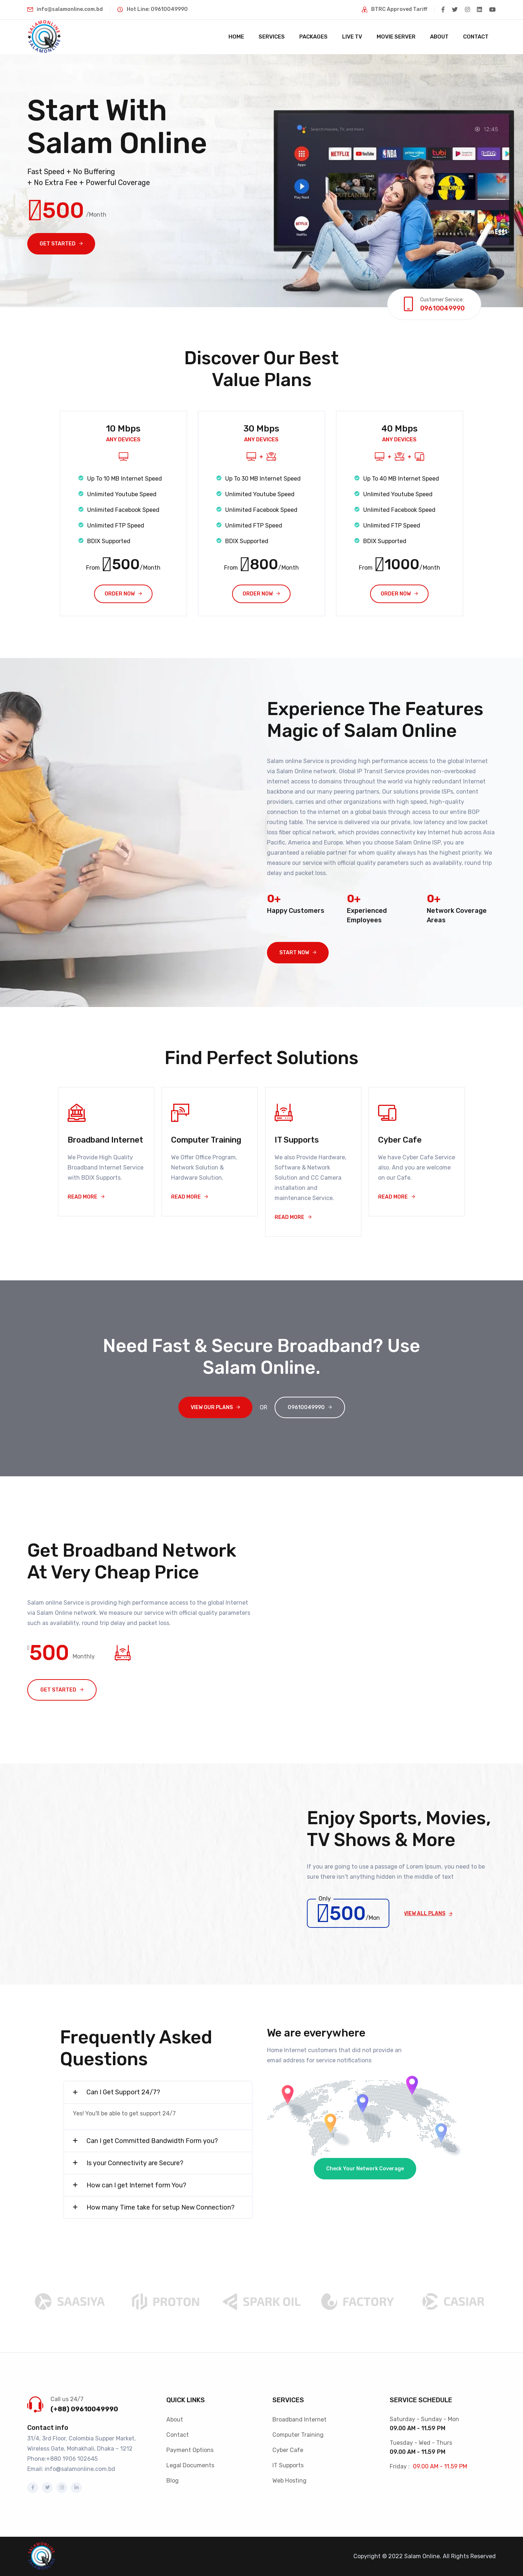 info@salamonline.com.bd
Hot Line: 09610049990
BTRC Approved Tariff
SALAMONLINE
HOME
SERVICES
PACKAGES
LIVE TV
MOVIE SERVER
ABOUT
CONTACT
Start With
Salam Online
Fast Speed + No Buffering
+ No Extra Fee + Powerful Coverage
500 /Month
GET STARTED
12:45
Apps
NETFLIX
YouTube
NBA
prime video
tubi
Customer Service:
09610049990
Discover Our Best
Value Plans
10 Mbps
ANY DEVICES
Up To 10 MB Internet Speed
Unlimited Youtube Speed
Unlimited Facebook Speed
Unlimited FTP Speed
BDIX Supported
From 500/Month
ORDER NOW
30 Mbps
ANY DEVICES
+
Up To 30 MB Internet Speed
Unlimited Youtube Speed
Unlimited Facebook Speed
Unlimited FTP Speed
BDIX Supported
From 800/Month
ORDER NOW
40 Mbps
ANY DEVICES
+ +
Up To 40 MB Internet Speed
Unlimited Youtube Speed
Unlimited Facebook Speed
Unlimited FTP Speed
BDIX Supported
From 1000/Month
ORDER NOW
Experience The Features
Magic of Salam Online
Salam online Service is providing high performance access to the global Internet
via Salam Online network. Global IP Transit Service provides non-overbooked
internet access to domains throughout the world via highly redundant Internet
backbone and our many peering partners. Our solutions provide ISPs, content
providers, carries and other organizations with high speed, high-quality
connection to the internet on a global basis through access to our entire BGP
routing table. The service is delivered via our private, low latency and low packet
loss fiber optical network, which provides connectivity key Internet hub across Asia
Pacific, America and Europe. When you choose Salam Online ISP, you are
guaranteed a reliable partner for whom quality always has the highest priority. We
measure our service with official quality parameters such as availability, round trip
delay and packet loss.
0+
Happy Customers
0+
Experienced
Employees
0+
Network Coverage
Areas
START NOW
Find Perfect Solutions
Broadband Internet
We Provide High Quality
Broadband Internet Service
with BDIX Supports.
READ MORE
Computer Training
We Offer Office Program,
Network Solution &
Hardware Solution.
READ MORE
IT Supports
We also Provide Hardware,
Software & Network
Solution and CC Camera
installation and
maintenance Service.
READ MORE
Cyber Cafe
We have Cyber Cafe Service
also. And you are welcome
on our Cafe.
READ MORE
Need Fast & Secure Broadband? Use
Salam Online.
VIEW OUR PLANS
OR
09610049990
Get Broadband Network
At Very Cheap Price
Salam online Service is providing high performance access to the global Internet
via Salam Online network. We measure our service with official quality parameters
such as availability, round trip delay and packet loss.
500 Monthly
GET STARTED
Enjoy Sports, Movies,
TV Shows & More
If you are going to use a passage of Lorem Ipsum, you need to be
sure there isn't anything hidden in the middle of text
Only
500/Mon
VIEW ALL PLANS
Frequently Asked
Questions
+ Can I Get Support 24/7?
Yes! You'll be able to get support 24/7
+ Can i get Committed Bandwidth Form you?
+ Is your Connectivity are Secure?
+ How can I get Internet form You?
+ How many Time take for setup New Connection?
We are everywhere
Home Internet customers that did not provide an
email address for service notifications
Check Your Network Coverage
SAASIYA
PROTON
SPARK OIL
FACTORY
CASIAR
Call us 24/7
(+88) 09610049990
Contact info
31/4, 3rd Floor, Colombia Supper Market,
Wireless Gate, Mohakhali, Dhaka - 1212
Phone:+880 1906 102645
Email: info@salamonline.com.bd
QUICK LINKS
About
Contact
Payment Options
Legal Documents
Blog
SERVICES
Broadband Internet
Computer Training
Cyber Cafe
IT Supports
Web Hosting
SERVICE SCHEDULE
Saturday - Sunday - Mon
09.00 AM - 11.59 PM
Tuesday - Wed - Thurs
09.00 AM - 11.59 PM
Friday : 09.00 AM - 11.59 PM
Copyright © 2022 Salam Online. All Rights Reserved